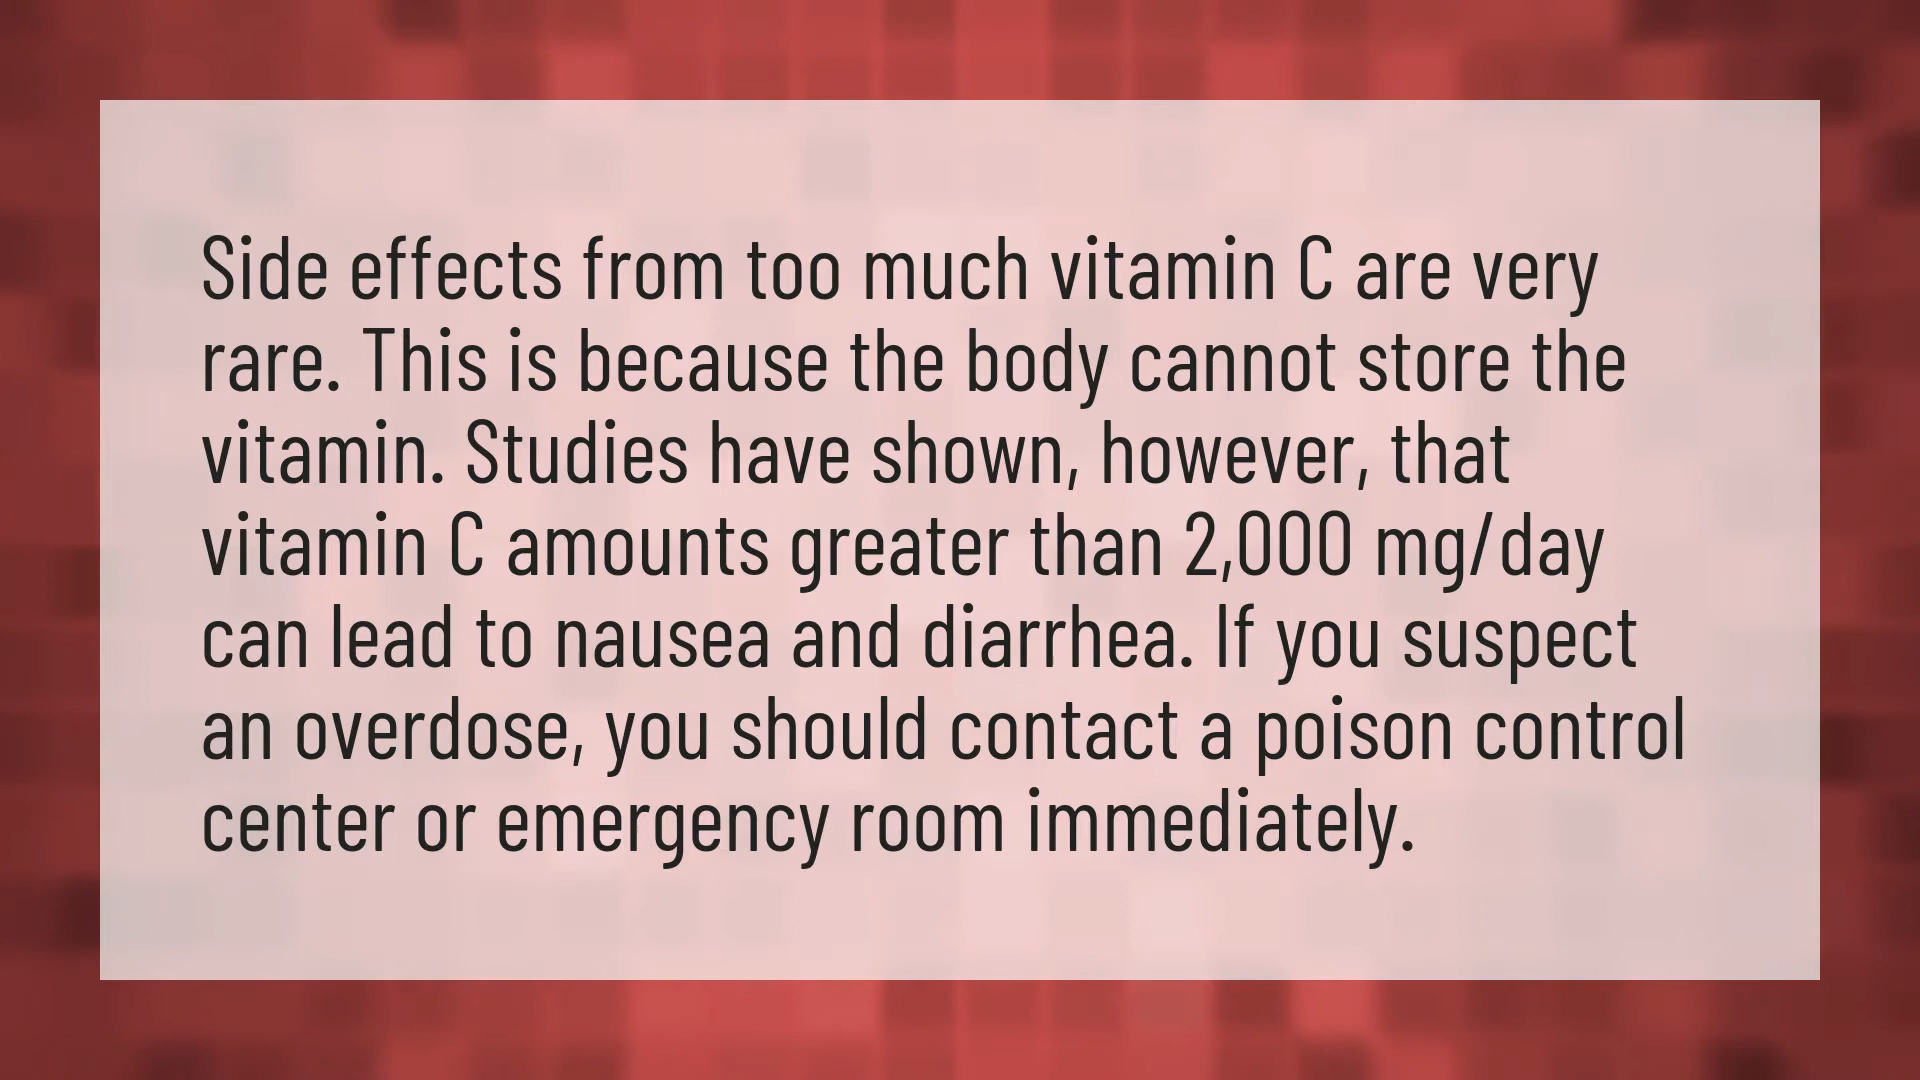 Side effects from too much vitamin C are very
rare. This is because the body cannot store the
vitamin. Studies have shown, however, that
vitamin C amounts greater than 2,000 mg/day
can lead to nausea and diarrhea. If you suspect
an overdose, you should contact a poison control
center or emergency room immediately.